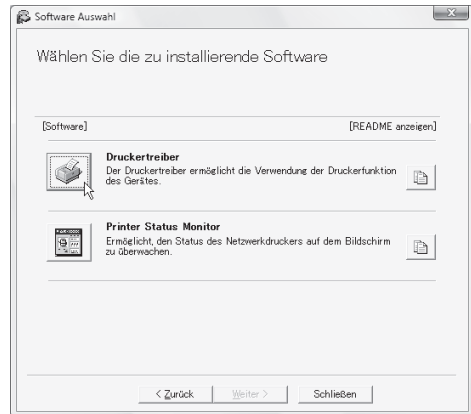 Software Auswahl
Wählen Sie die zu installierende Software
[Software] [README anzeigen]
Druckertreiber
Der Druckertreiber ermöglicht die Verwendung der Druckerfunktion
des Gerätes.
Printer Status Monitor
Ermöglicht, den Status des Netzwerkdruckers auf dem Bildschirm
zu überwachen.
< Zurück Weiter > Schließen